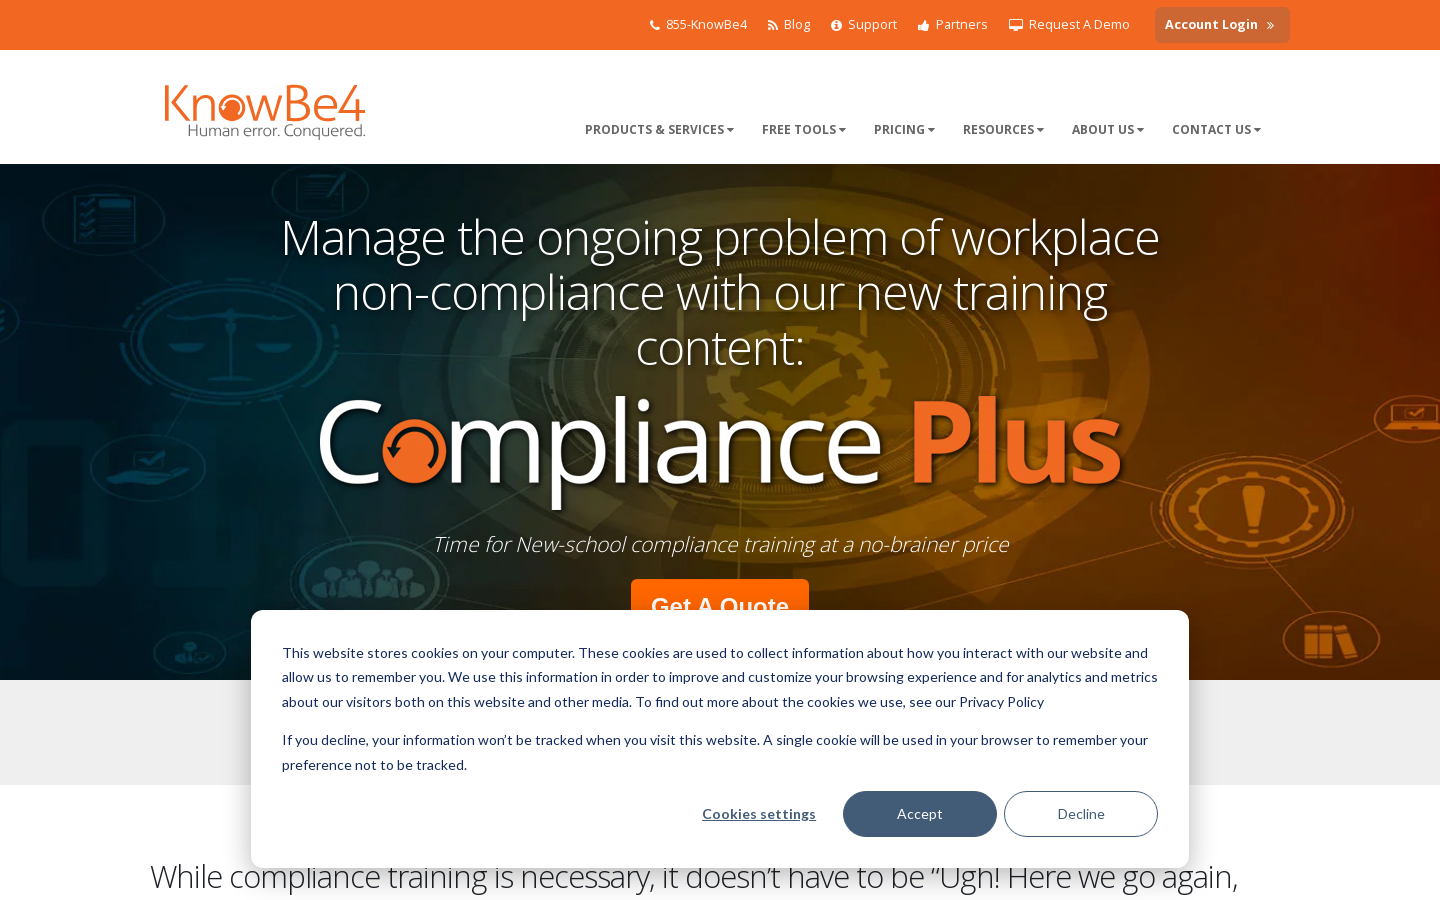 855-KnowBe4 Blog Support Partners Request A Demo Account Login »
KnowBe4
Human error. Conquered.
PRODUCTS & SERVICES FREE TOOLS PRICING RESOURCES ABOUT US CONTACT US
Manage the ongoing problem of workplace
non-compliance with our new training
content:
Compliance Plus
Time for New-school compliance training at a no-brainer price
Get A Quote
This website stores cookies on your computer. These cookies are used to collect information about how you interact with our website and
allow us to remember you. We use this information in order to improve and customize your browsing experience and for analytics and metrics
about our visitors both on this website and other media. To find out more about the cookies we use, see our Privacy Policy
If you decline, your information won’t be tracked when you visit this website. A single cookie will be used in your browser to remember your
preference not to be tracked.
Cookies settings Accept Decline
While compliance training is necessary, it doesn’t have to be “Ugh! Here we go again,